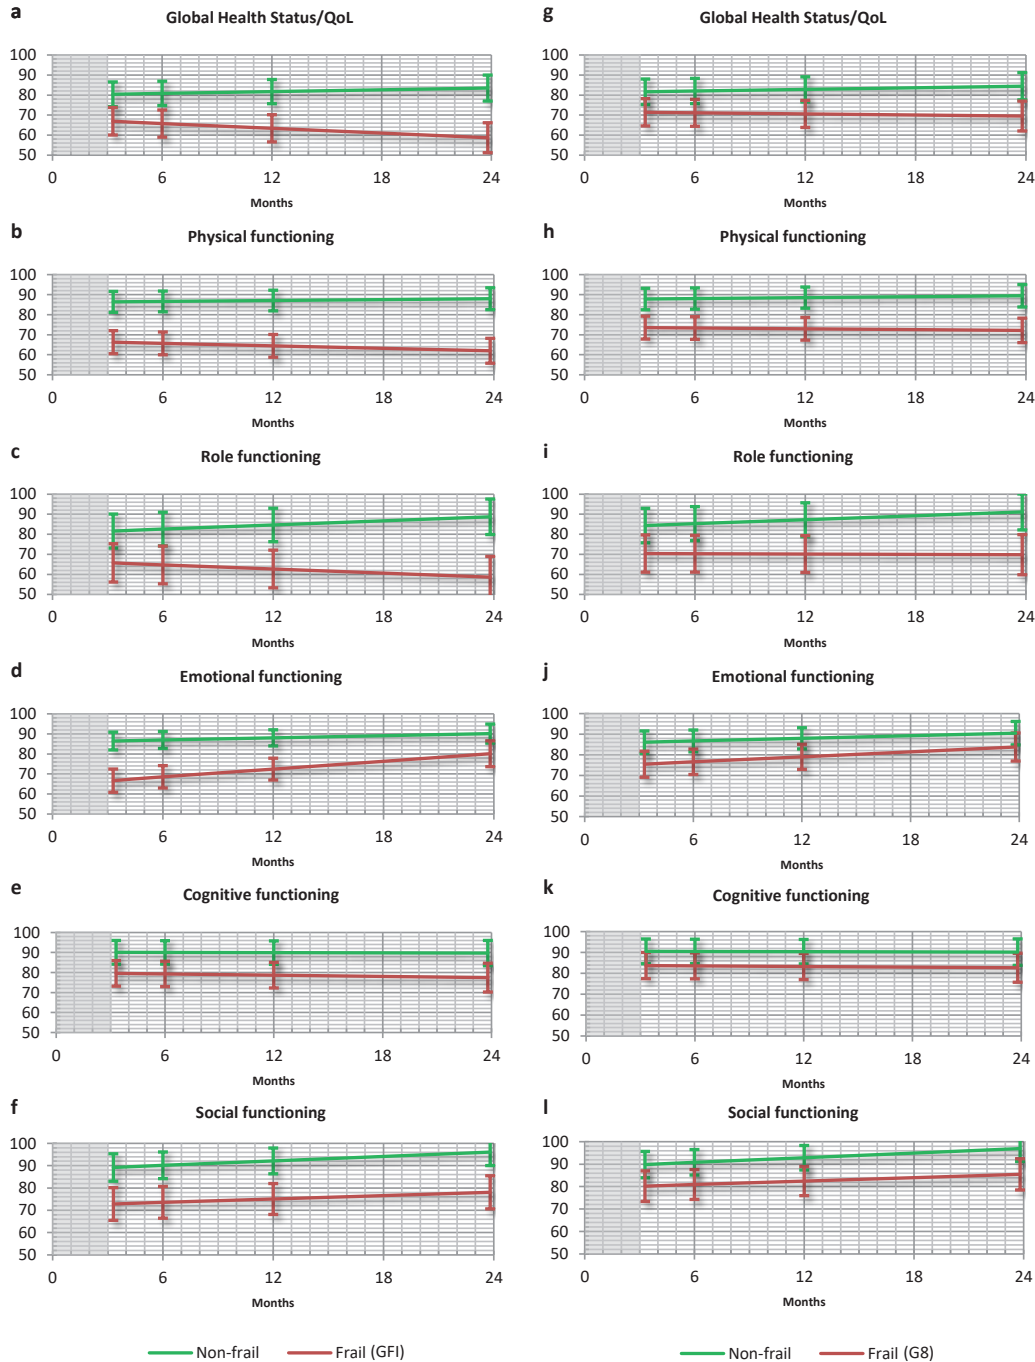 a
Global Health Status/QoL
100
90
80
70
60
50
0 6 12 18 24
Months
b
Physical functioning
100
90
80
70
60
50
0 6 12 18 24
Months
c
Role functioning
100
90
80
70
60
50
0 6 12 18 24
Months
d
Emotional functioning
100
90
80
70
60
50
0 6 12 18 24
Months
e
Cognitive functioning
100
90
80
70
60
50
0 6 12 18 24
Months
f
Social functioning
100
90
80
70
60
50
0 6 12 18 24
Months
Non-frail Frail (GFI)
g
Global Health Status/QoL
100
90
80
70
60
50
0 6 12 18 24
Months
h
Physical functioning
100
90
80
70
60
50
0 6 12 18 24
Months
i
Role functioning
100
90
80
70
60
50
0 6 12 18 24
Months
j
Emotional functioning
100
90
80
70
60
50
0 6 12 18 24
Months
k
Cognitive functioning
100
90
80
70
60
50
0 6 12 18 24
Months
l
Social functioning
100
90
80
70
60
50
0 6 12 18 24
Months
Non-frail Frail (G8)